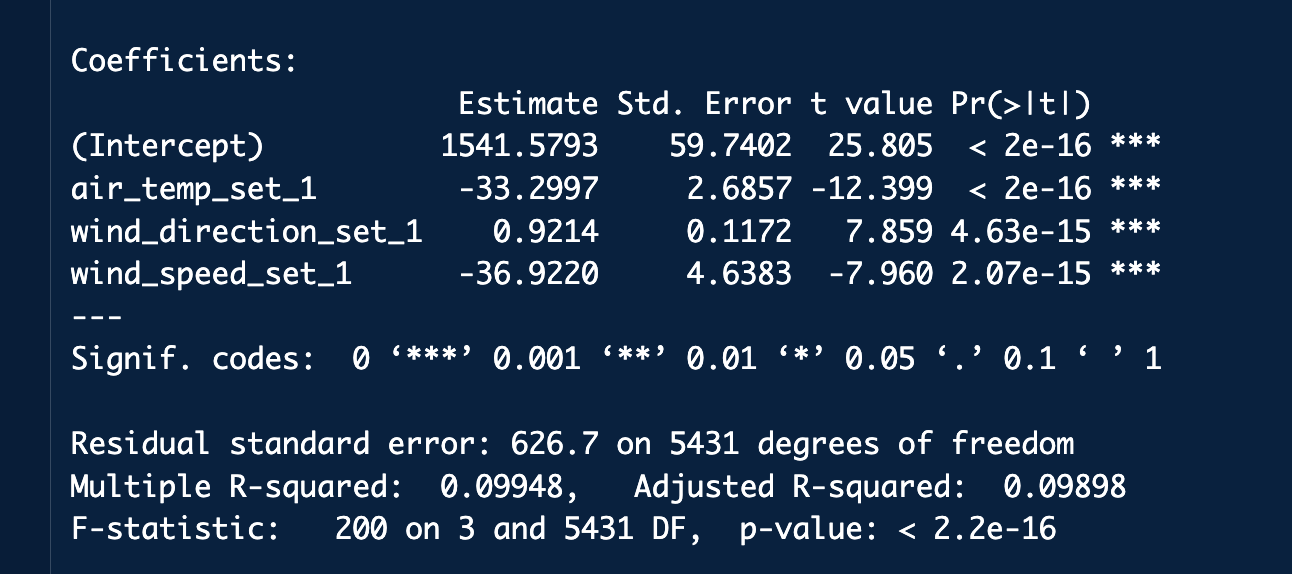 Coefficients:
                      Estimate Std. Error t value Pr(>|t|)
(Intercept)          1541.5793    59.7402  25.805  < 2e-16 ***
air_temp_set_1        -33.2997     2.6857 -12.399  < 2e-16 ***
wind_direction_set_1    0.9214     0.1172   7.859 4.63e-15 ***
wind_speed_set_1      -36.9220     4.6383  -7.960 2.07e-15 ***
---
Signif. codes:  0 ‘***’ 0.001 ‘**’ 0.01 ‘*’ 0.05 ‘.’ 0.1 ‘ ’ 1
Residual standard error: 626.7 on 5431 degrees of freedom
Multiple R-squared:  0.09948,   Adjusted R-squared:  0.09898
F-statistic:   200 on 3 and 5431 DF,  p-value: < 2.2e-16